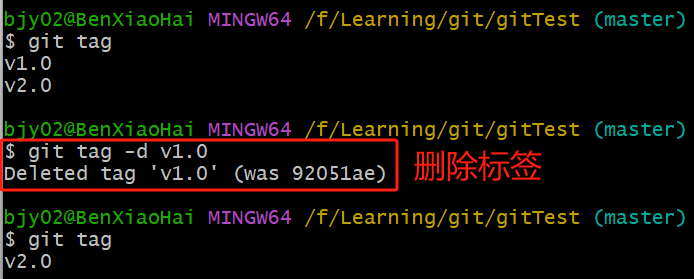 bjy02@BenXiaoHai MINGW64 /f/Learning/git/gitTest (master)
$ git tag
v1.0
v2.0
bjy02@BenXiaoHai MINGW64 /f/Learning/git/gitTest (master)
$ git tag -d v1.0
Deleted tag 'v1.0' (was 92051ae)
删除标签
bjy02@BenXiaoHai MINGW64 /f/Learning/git/gitTest (master)
$ git tag
v2.0